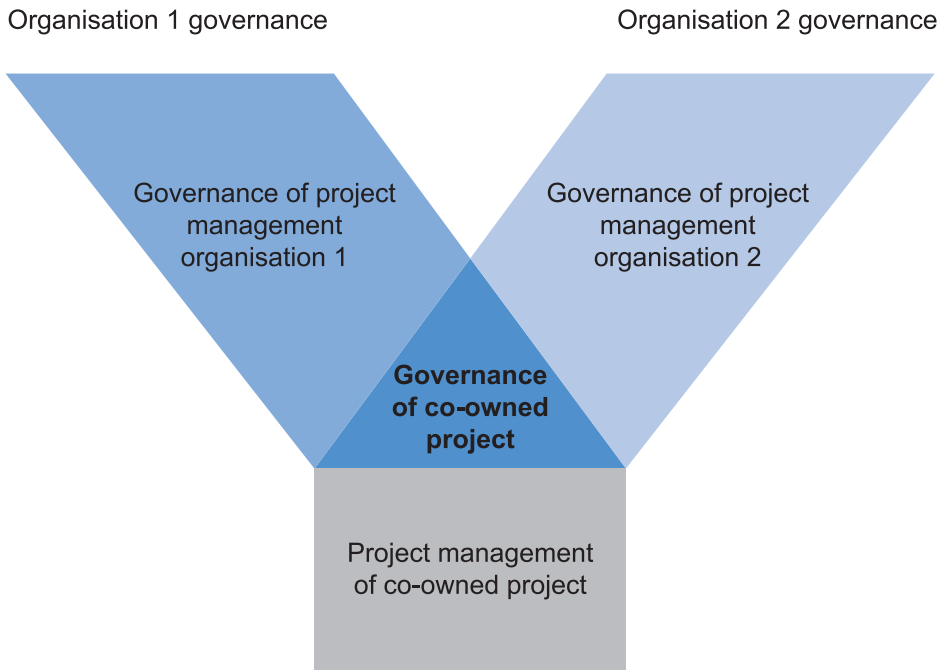 Organisation 1 governance
Organisation 2 governance
Governance of project
management
organisation 1
Governance of project
management
organisation 2
Governance
of co-owned
project
Project management
of co-owned project